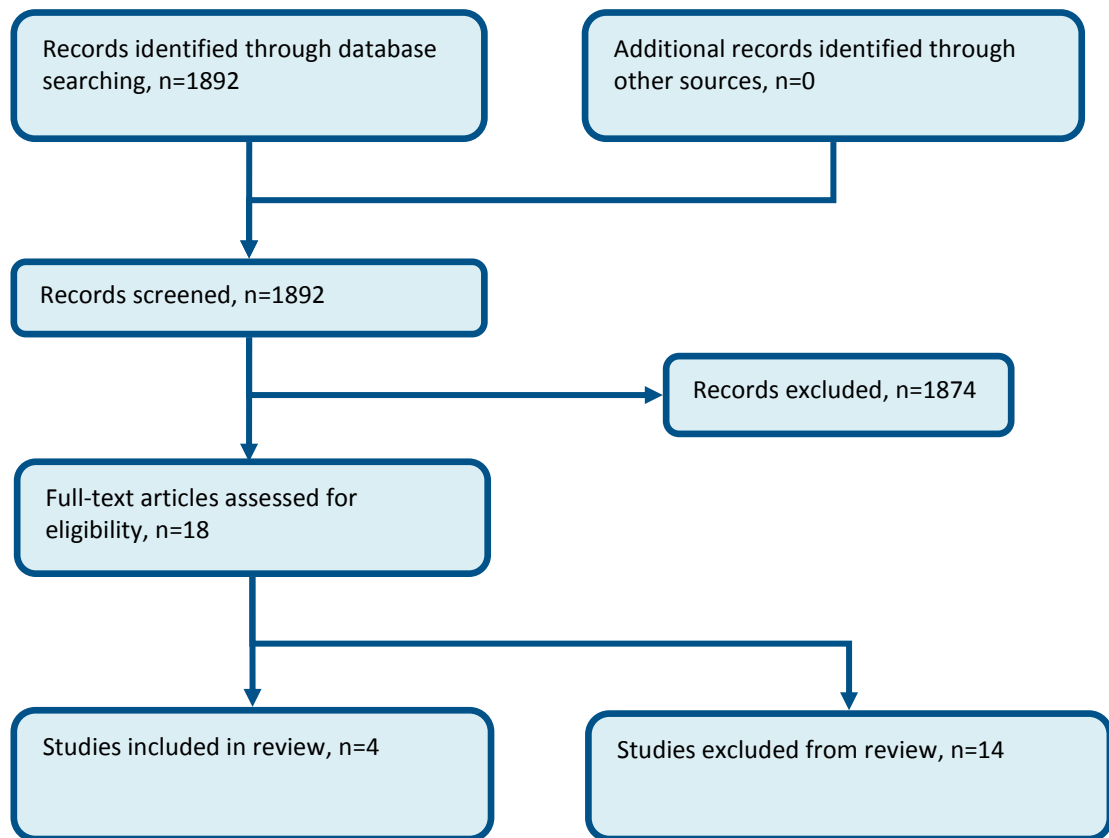 Records identified through database
searching, n=1892
Additional records identified through
other sources, n=0
Records screened, n=1892
Records excluded, n=1874
Full-text articles assessed for
eligibility, n=18
Studies included in review, n=4
Studies excluded from review, n=14